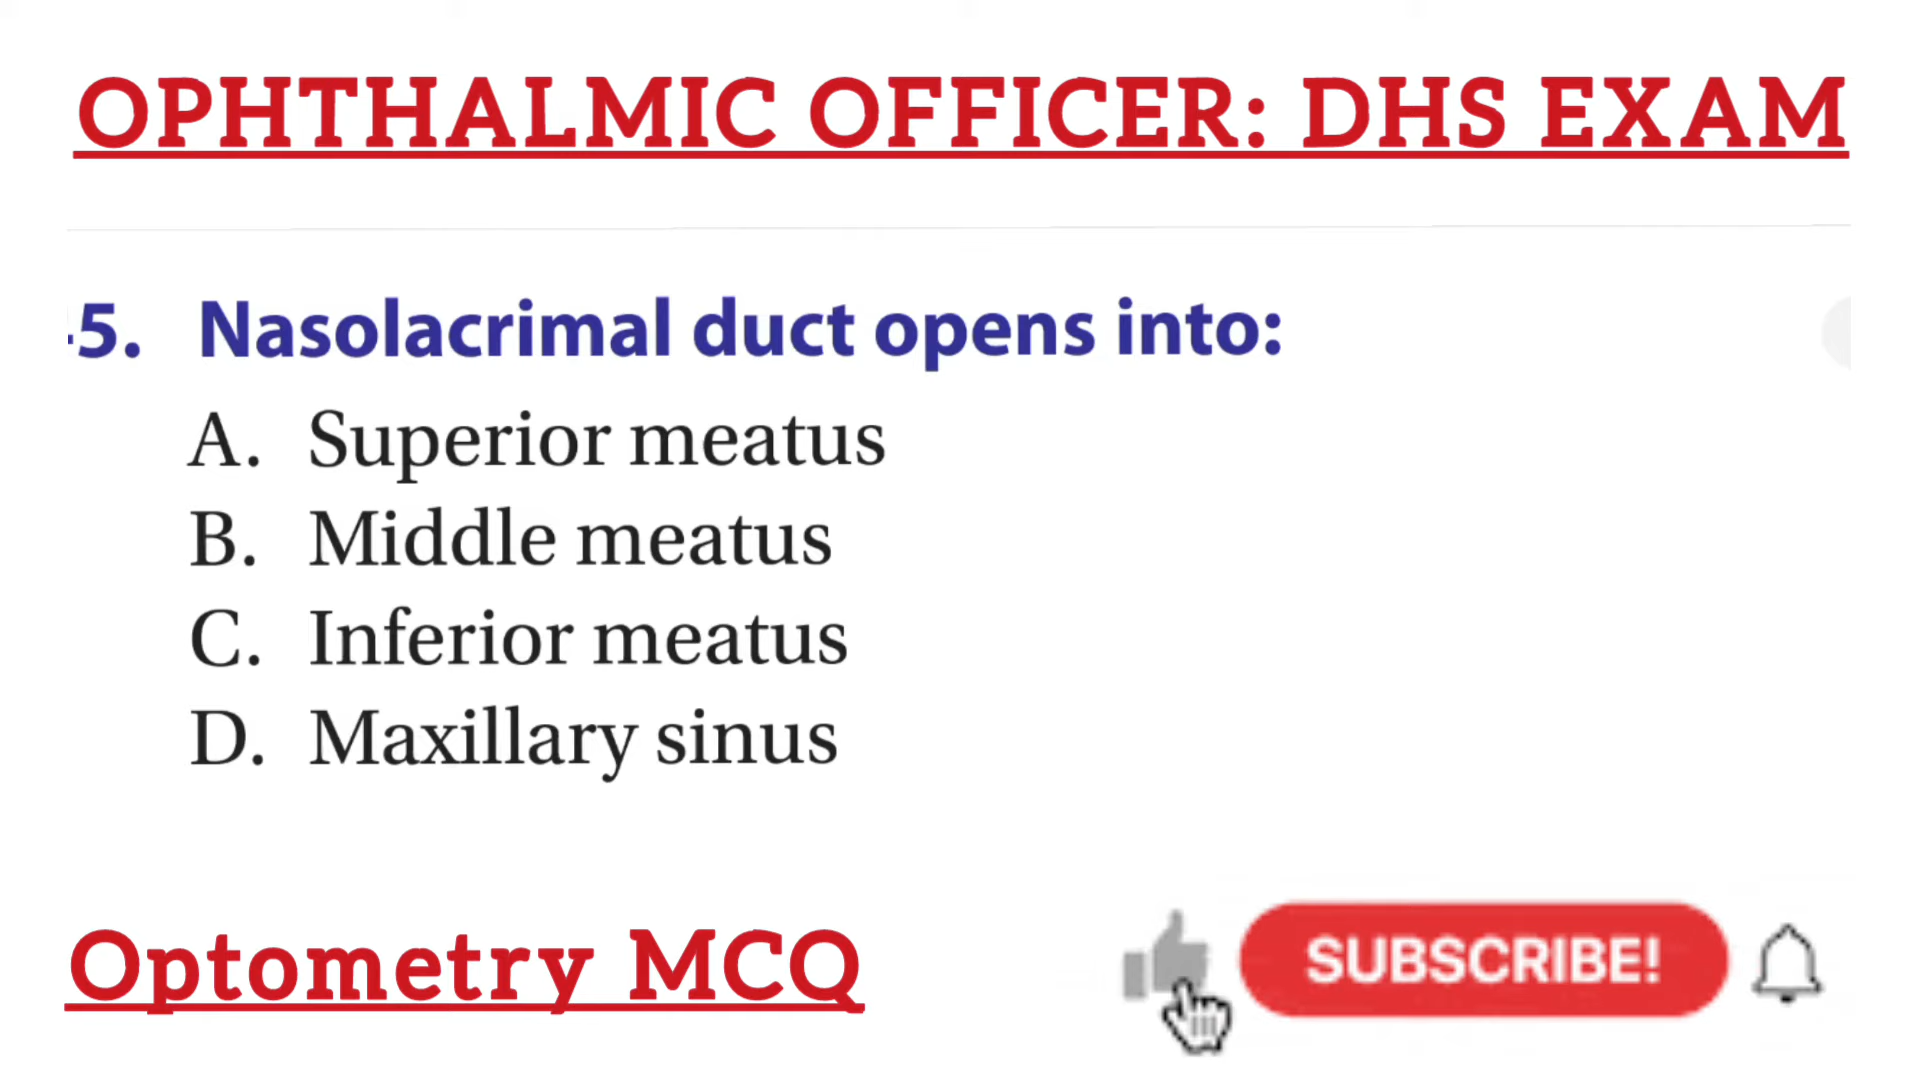 OPHTHALMIC OFFICER: DHS EXAM
5. Nasolacrimal duct opens into:
A. Superior meatus
B. Middle meatus
C. Inferior meatus
D. Maxillary sinus
Optometry MCQ
SUBSCRIBE!